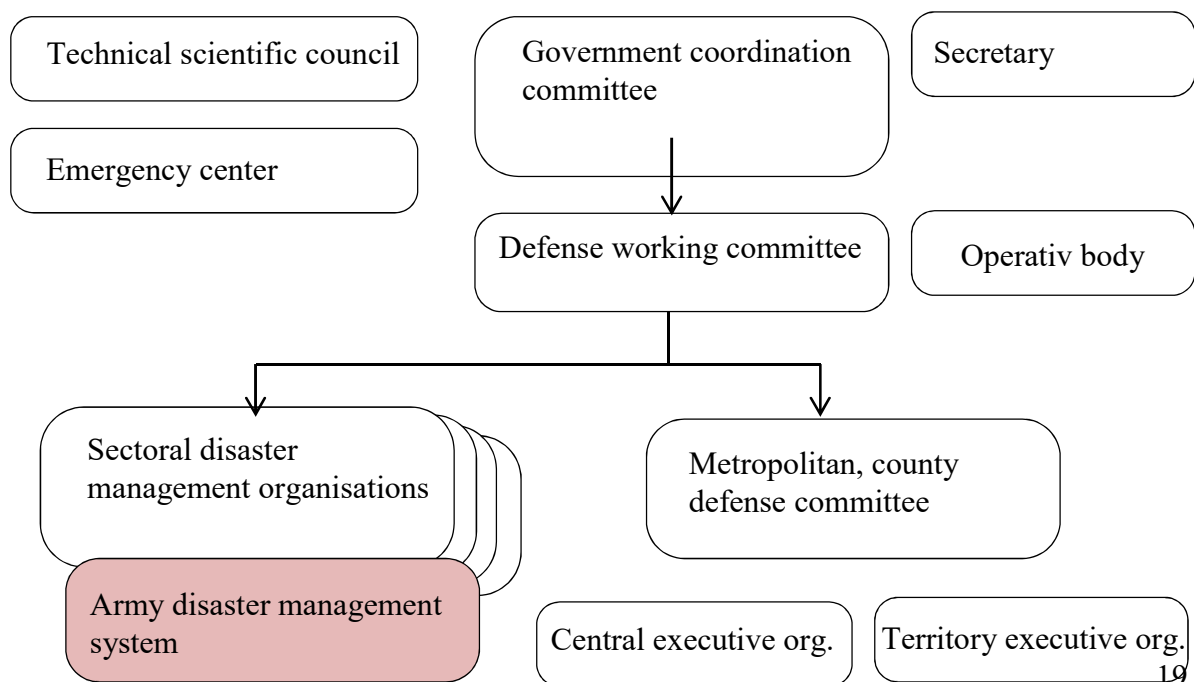 Technical scientific council
Government coordination
committee
Secretary
Emergency center
Defense working committee
Operativ body
Sectoral disaster
management organisations
Metropolitan, county
defense committee
Army disaster management
system
Central executive org.
Territory executive org.
19